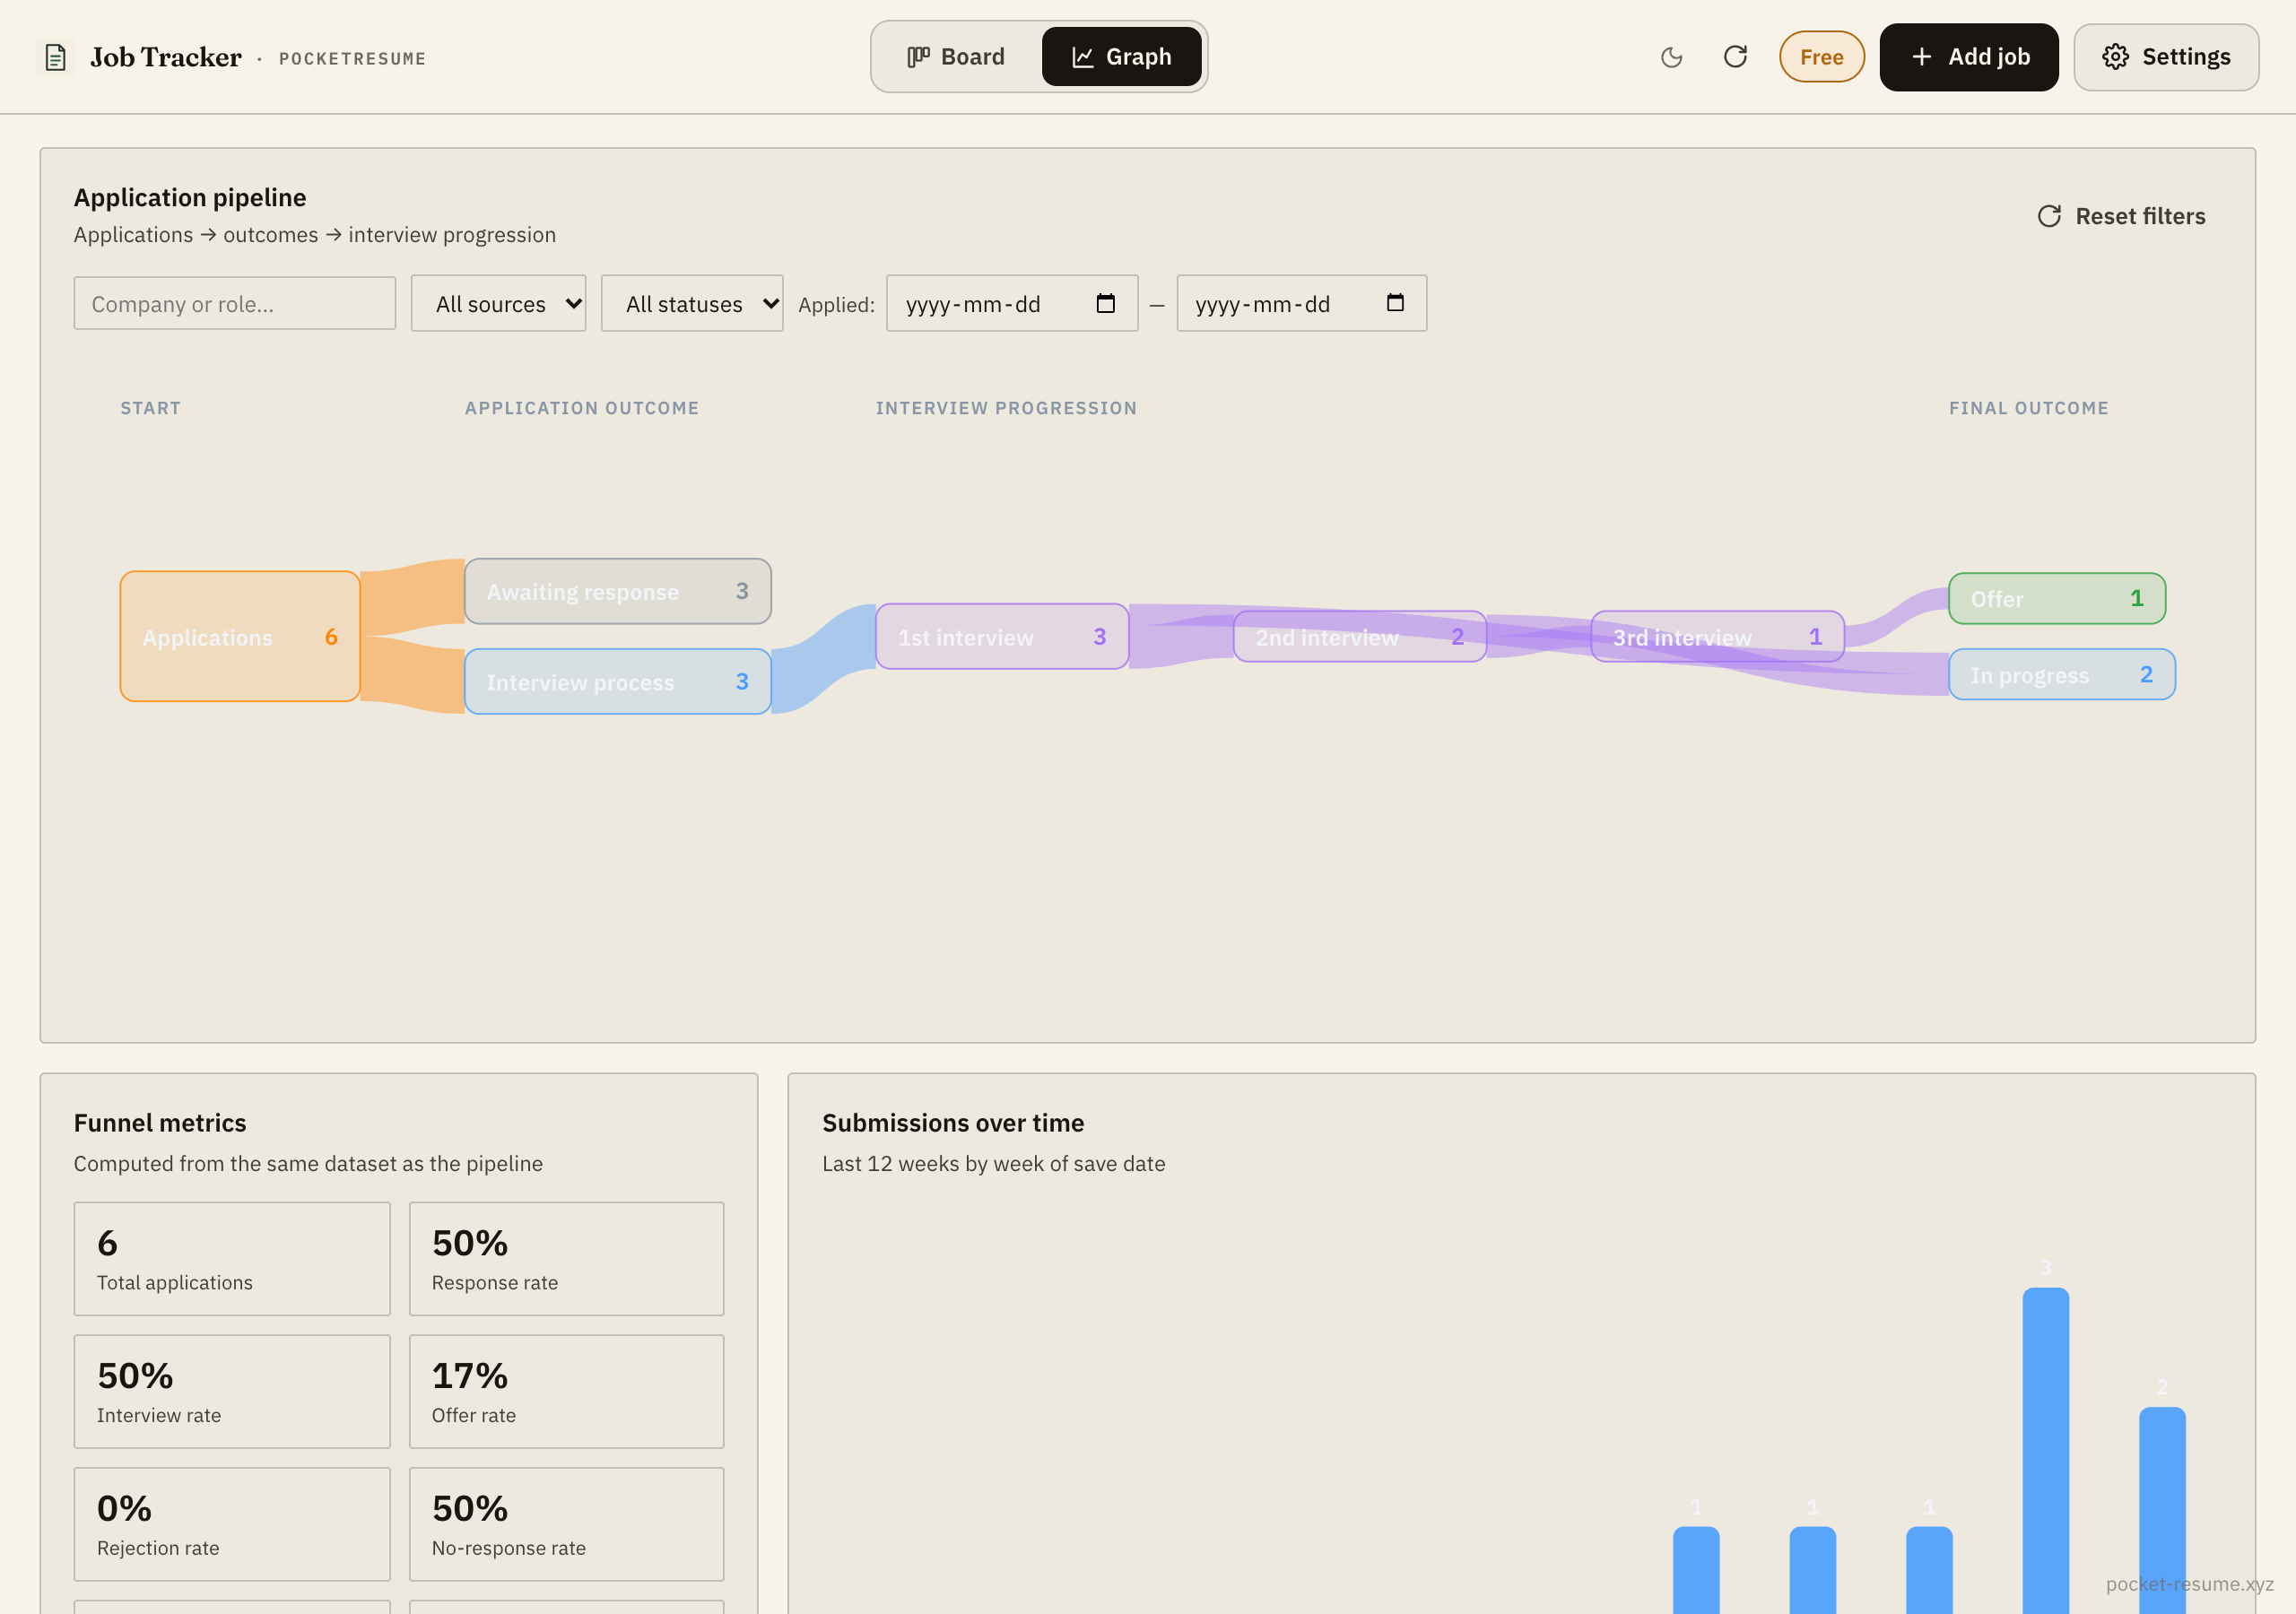 Job Tracker · POCKETRESUME
Board
Graph
Free
Add job
Settings
Application pipeline
Applications → outcomes → interview progression
Reset filters
Company or role...
All sources
All statuses
Applied:
yyyy-mm-dd
–
yyyy-mm-dd
START
APPLICATION OUTCOME
INTERVIEW PROGRESSION
FINAL OUTCOME
Applications 6
Awaiting response 3
Interview process 3
1st interview 3
2nd interview 2
3rd interview 1
Offer 1
In progress 2
Funnel metrics
Computed from the same dataset as the pipeline
6
Total applications
50%
Response rate
50%
Interview rate
17%
Offer rate
0%
Rejection rate
50%
No-response rate
Submissions over time
Last 12 weeks by week of save date
1
1
1
3
2
pocket-resume.xyz